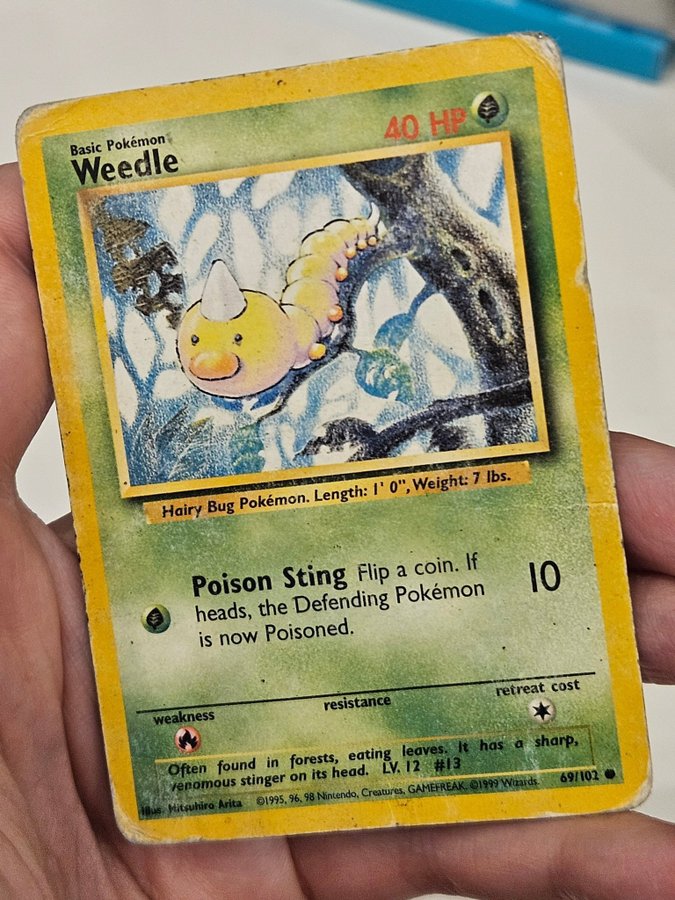 Basic Pokémon
Weedle
40 HP
Hairy Bug Pokémon. Length: 1' 0", Weight: 7 lbs.
Poison Sting Flip a coin. If
heads, the Defending Pokémon
is now Poisoned.
10
weakness
resistance
retreat cost
Often found in forests, eating leaves. It has a sharp,
venomous stinger on its head. LV. 12 #13
Illus. Mitsuhiro Arita ©1995, 96, 98 Nintendo, Creatures, GAMEFREAK. ©1999 Wizards. 69/102